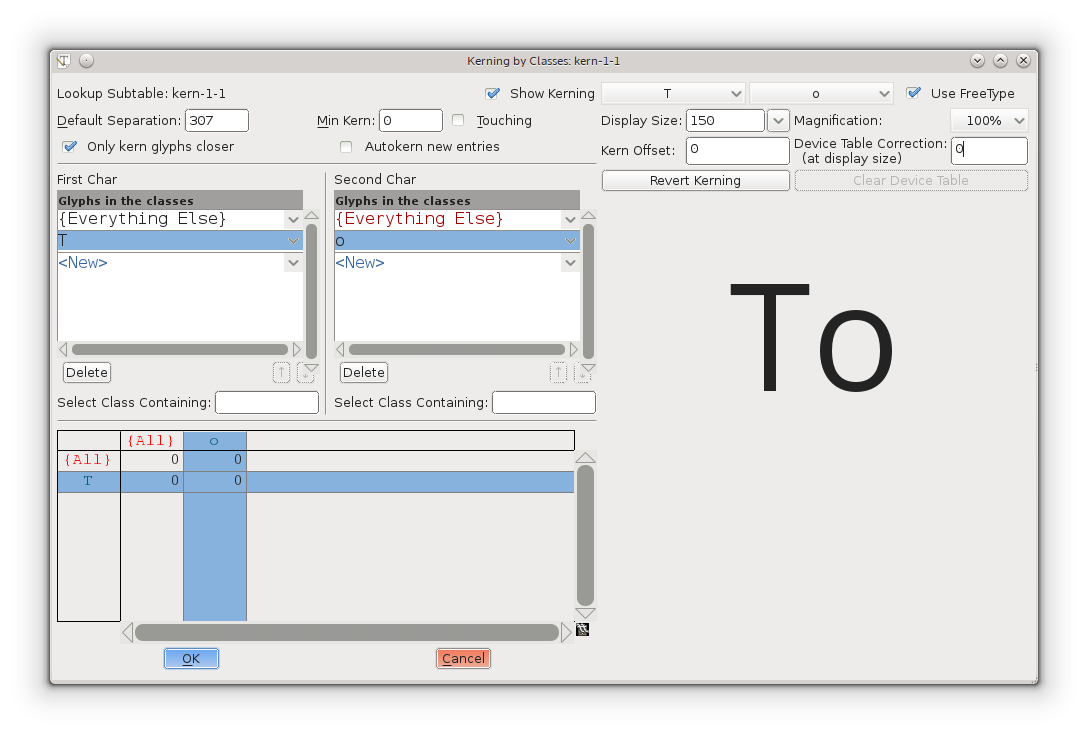 Kerning by Classes: kern-1-1
Lookup Subtable: kern-1-1
Show Kerning
T
o
Use FreeType
Default Separation: 307
Min Kern: 0
Touching
Display Size: 150
Magnification: 100%
Only kern glyphs closer
Autokern new entries
Kern Offset: 0
Device Table Correction: 0
(at display size)
Revert Kerning
Clear Device Table
First Char
Second Char
Glyphs in the classes
Glyphs in the classes
{Everything Else}
{Everything Else}
T
o
<New>
<New>
To
Delete
↑
↓
Delete
↑
↓
Select Class Containing:
Select Class Containing:
{All} o
{All} 0 0
T 0 0
OK
Cancel